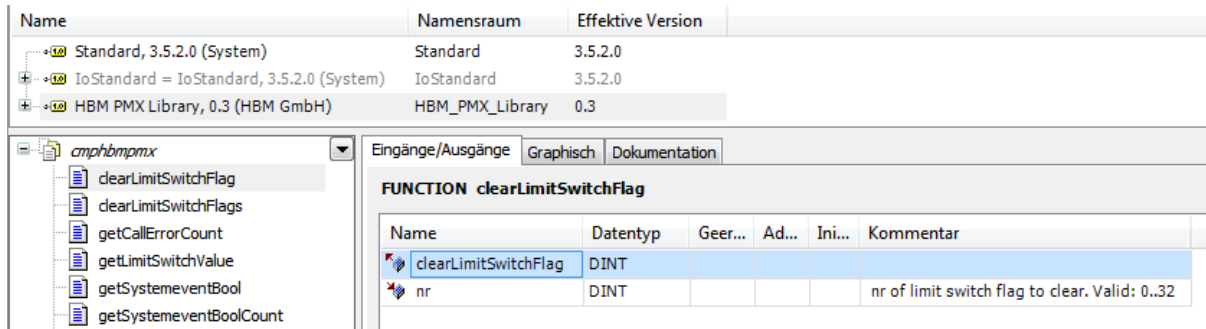 Name Namensraum Effektive Version
Standard, 3.5.2.0 (System) Standard 3.5.2.0
IoStandard = IoStandard, 3.5.2.0 (System) IoStandard 3.5.2.0
HBM PMX Library, 0.3 (HBM GmbH) HBM_PMX_Library 0.3
cmphbmpmx
clearLimitSwitchFlag
clearLimitSwitchFlags
getCallErrorCount
getLimitSwitchValue
getSystemeventBool
getSystemeventBoolCount
Eingänge/Ausgänge Graphisch Dokumentation
FUNCTION clearLimitSwitchFlag
Name Datentyp Geer... Ad... Ini... Kommentar
clearLimitSwitchFlag DINT
nr DINT nr of limit switch flag to clear. Valid: 0..32